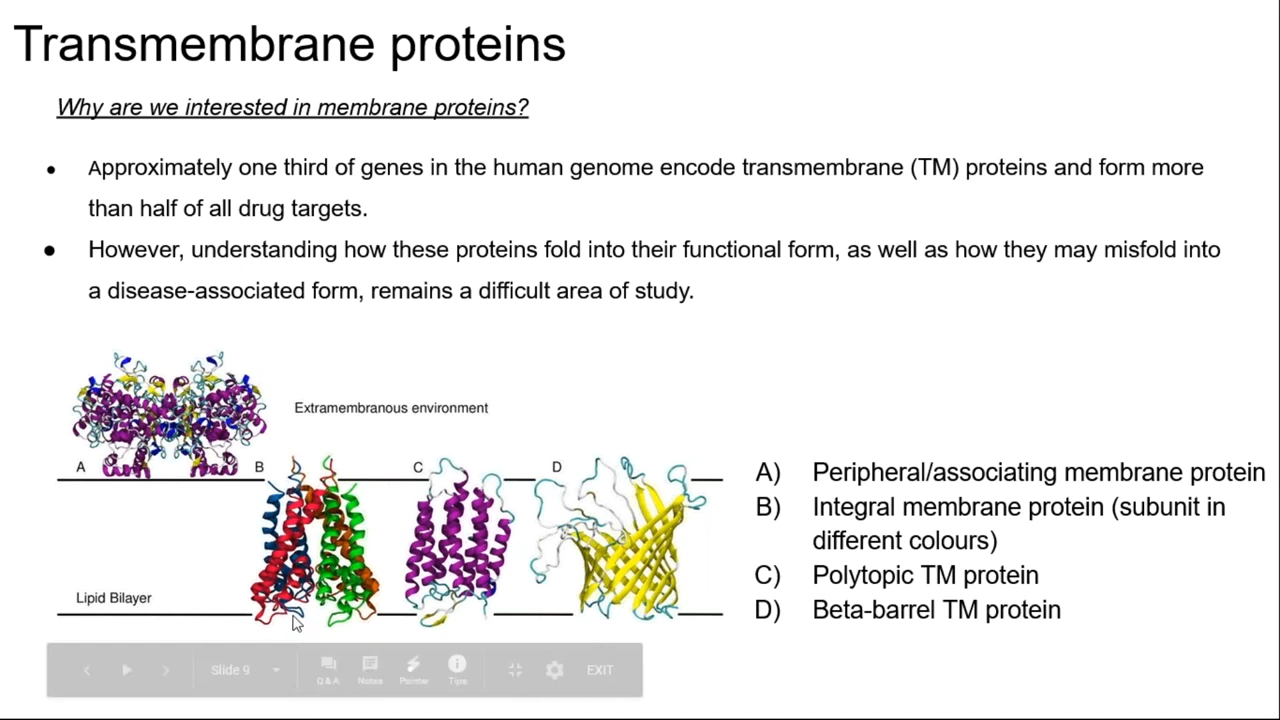 Transmembrane proteins
Why are we interested in membrane proteins?
● Approximately one third of genes in the human genome encode transmembrane (TM) proteins and form more
than half of all drug targets.
● However, understanding how these proteins fold into their functional form, as well as how they may misfold into
a disease-associated form, remains a difficult area of study.
Extramembranous environment
A B C D
Lipid Bilayer
A) Peripheral/associating membrane protein
B) Integral membrane protein (subunit in
different colours)
C) Polytopic TM protein
D) Beta-barrel TM protein
Slide 9 Q & A Notes Pointer Tips EXIT